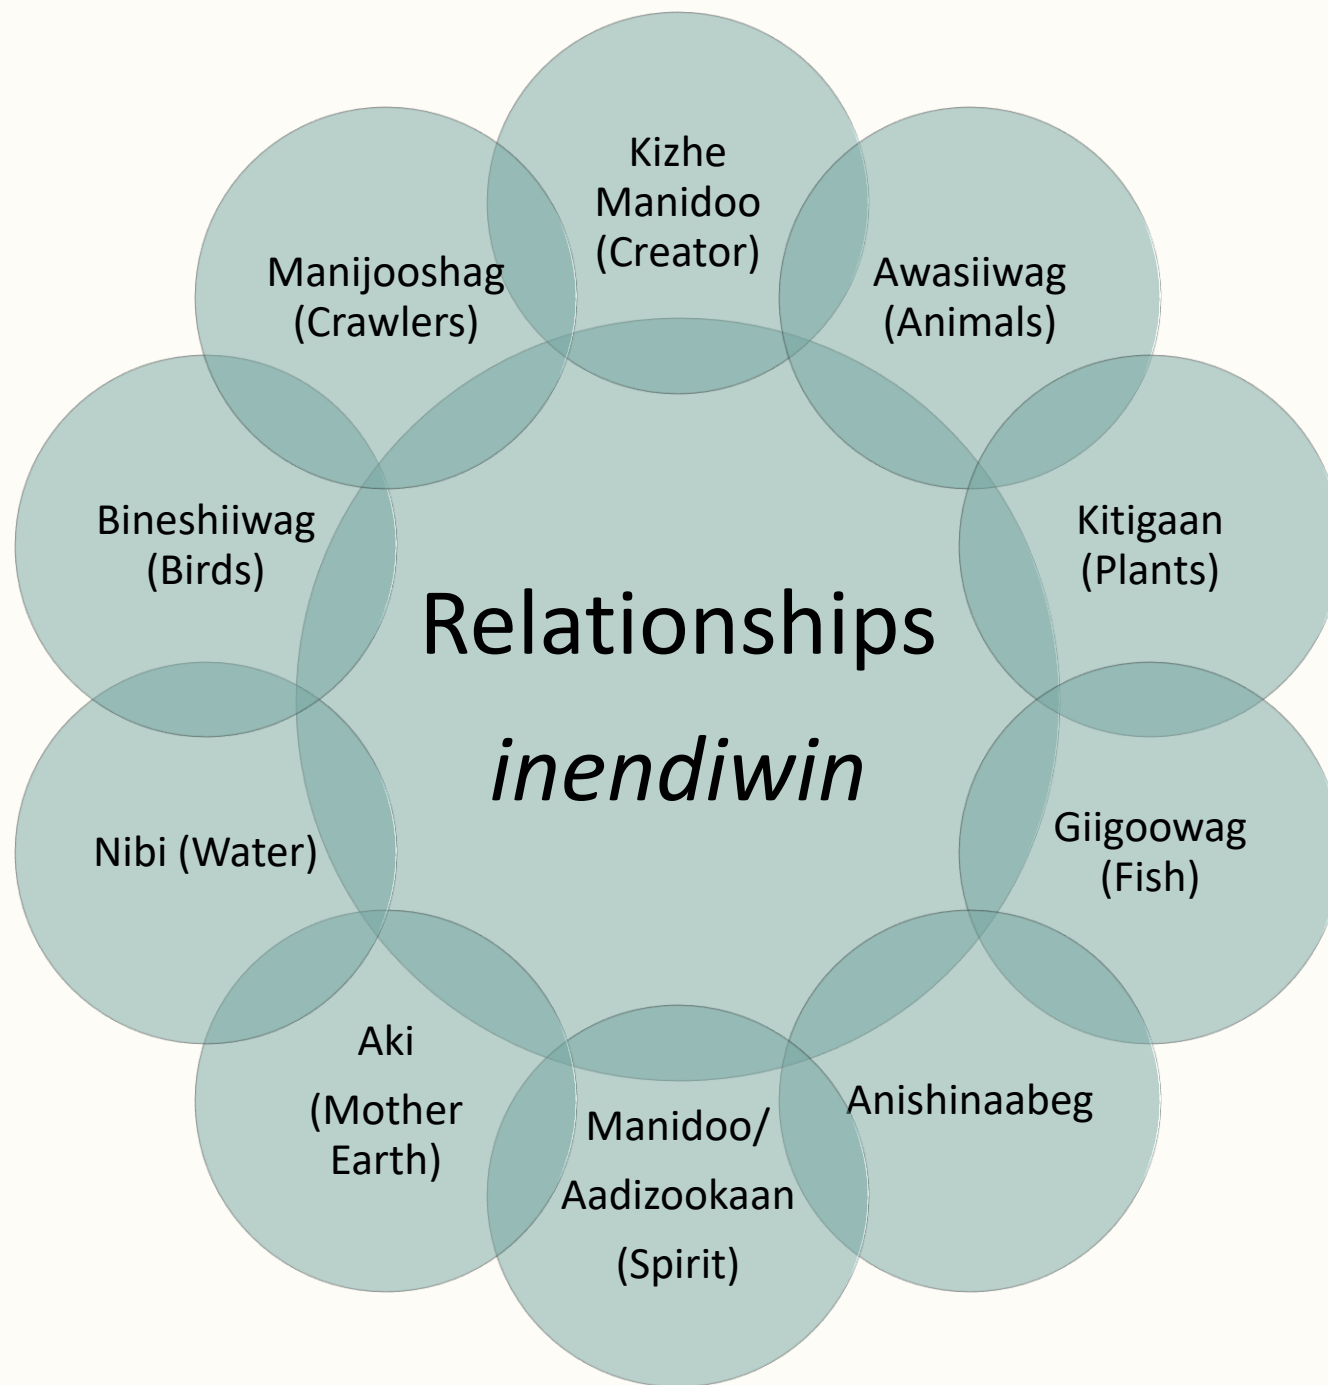 Kizhe
Manidoo
(Creator)
Awasiiwag
(Animals)
Kitigaan
(Plants)
Giigoowag
(Fish)
Anishinaabeg
Manidoo/
Aadizookaan
(Spirit)
Aki
(Mother
Earth)
Nibi (Water)
Bineshiiwag
(Birds)
Manijooshag
(Crawlers)
Relationships
inendiwin